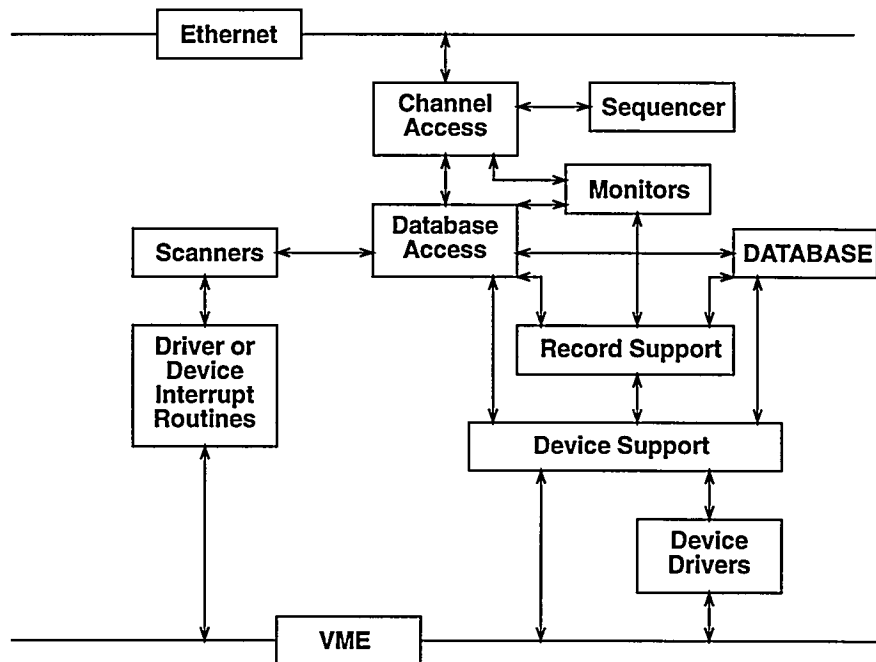 Ethernet
Channel
Access
Sequencer
Monitors
Database
Access
Scanners
DATABASE
Driver or
Device
Interrupt
Routines
Record Support
Device Support
Device
Drivers
VME